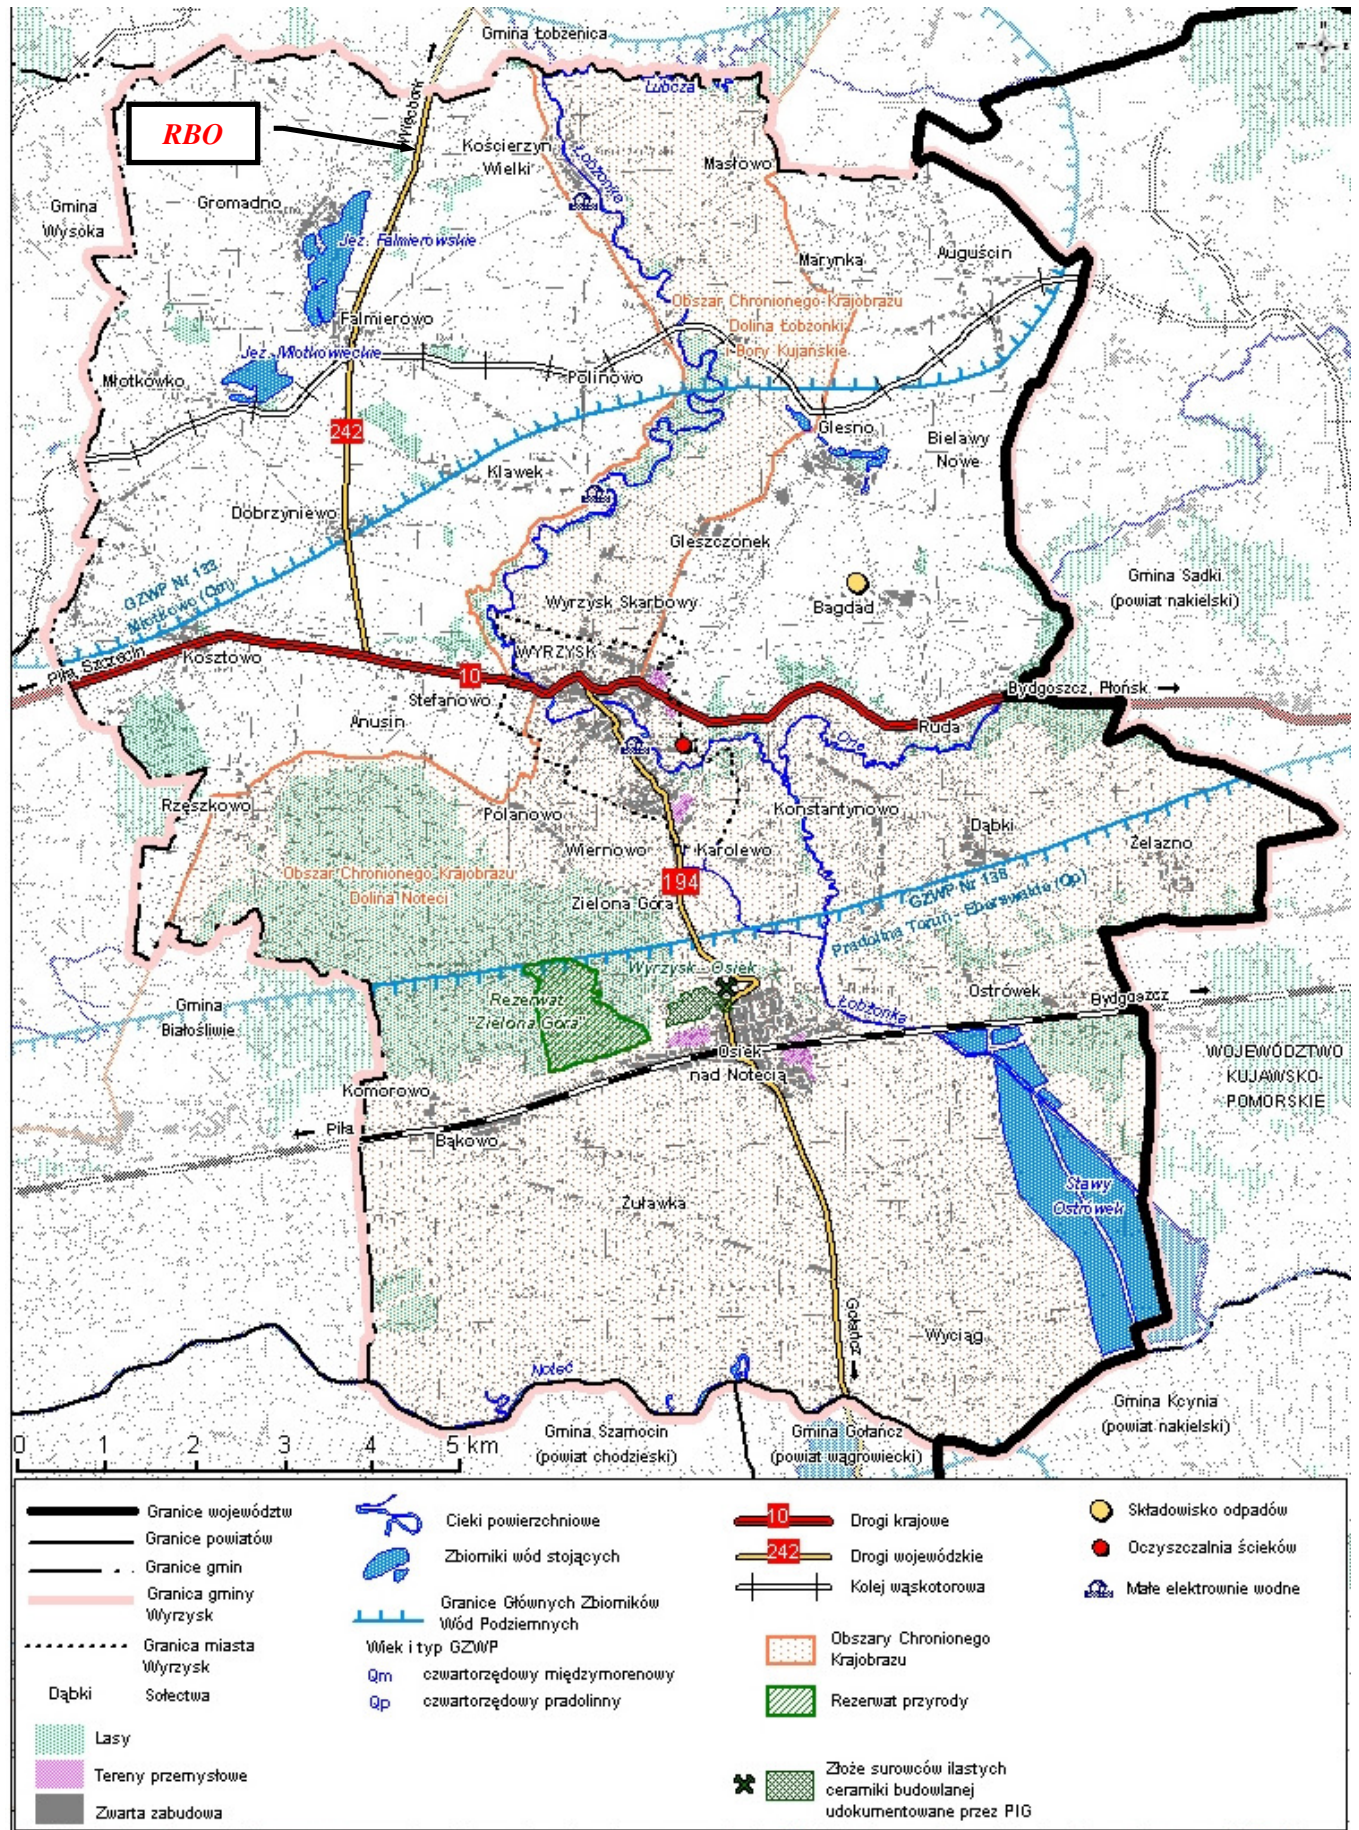 Gmina Łobżenica
Więcbork
Lubcza
RBO
Kościerzyn
Wielki
Łobżonka
Masłowo
Gmina
Wysoka
Gromadno
Jez. Falmierowskie
Marynka
Auguścin
Obszar Chronionego Krajobrazu
Dolina Łobżonki
i Bory Kujańskie
Falmierowo
Jez. Młotkowieckie
Młotkówko
Polinowo
242
Glesno
Bielawy
Nowe
Klawek
Dobrzyniewo
Gleszczonek
GZWP Nr 133
Młotkowo (Qm)
Gmina Sadki
(powiat nakielski)
Bagdad
Wyrzysk Skarbowy
WYRZYSK
Piła, Szczecin
Kosztowo
10
Stefanowo
Bydgoszcz, Płońsk
Anusin
Ruda
Orla
Rzęszkowo
Polanowo
Konstantynowo
Dąbki
Żelazno
Wiernowo
Karolewo
Obszar Chronionego Krajobrazu
Dolina Noteci
194
Zielona Góra
GZWP Nr 138
Pradolina Toruń - Eberswalde (Qp)
Wyrzysk - Osiek
Rezerwat
"Zielona Góra"
Gmina
Białośliwie
Ostrówek
Bydgoszcz
Łobżonka
Osiek
nad Notecią
WOJEWÓDZTWO
KUJAWSKO-
POMORSKIE
Komorowo
Piła
Bąkowo
Żuławka
Stawy
Ostrówek
Gołańcz
Wyciąg
Noteć
Gmina Kcynia
(powiat nakielski)
Gmina Szamocin
(powiat chodzieski)
Gmina Gołańcz
(powiat wągrowiecki)
0 1 2 3 4 5 km
Granice województw
Granice powiatów
Granice gmin
Granica gminy
Wyrzysk
Granica miasta
Wyrzysk
Dąbki Sołectwa
Lasy
Tereny przemysłowe
Zwarta zabudowa
Cieki powierzchniowe
Zbiorniki wód stojących
Granice Głównych Zbiorników
Wód Podziemnych
Wiek i typ GZWP
Qm czwartorzędowy międzymorenowy
Qp czwartorzędowy pradolinny
10 Drogi krajowe
242 Drogi wojewódzkie
Kolej wąskotorowa
Obszary Chronionego
Krajobrazu
Rezerwat przyrody
Złoże surowców ilastych
ceramiki budowlanej
udokumentowane przez PIG
Składowisko odpadów
Oczyszczalnia ścieków
Małe elektrownie wodne